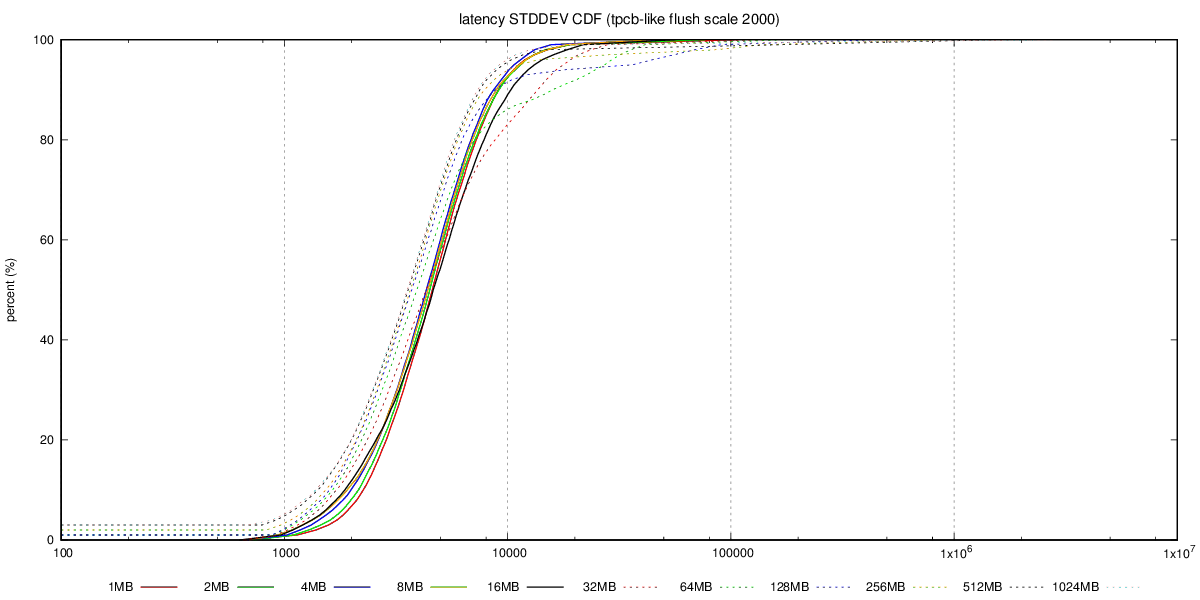 latency STDDEV CDF (tpcb-like flush scale 2000)
100
80
60
40
20
0
percent (%)
100 1000 10000 100000 1x10^6 1x10^7
1MB 2MB 4MB 8MB 16MB 32MB 64MB 128MB 256MB 512MB 1024MB